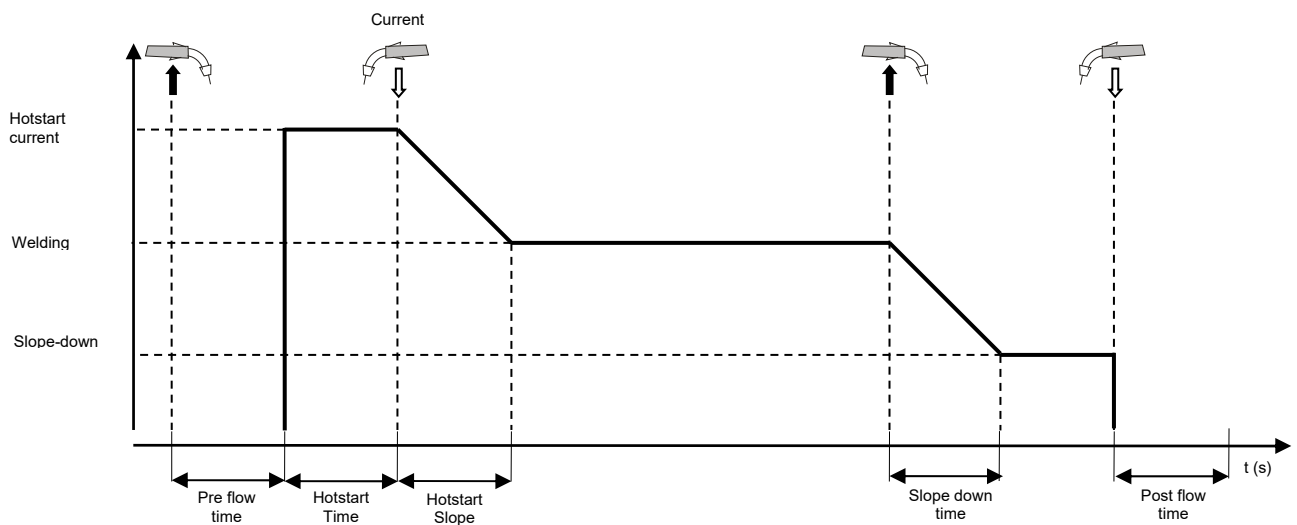 Current
Hotstart
current
Welding
Slope-down
t (s)
Pre flow
time
Hotstart
Time
Hotstart
Slope
Slope down
time
Post flow
time